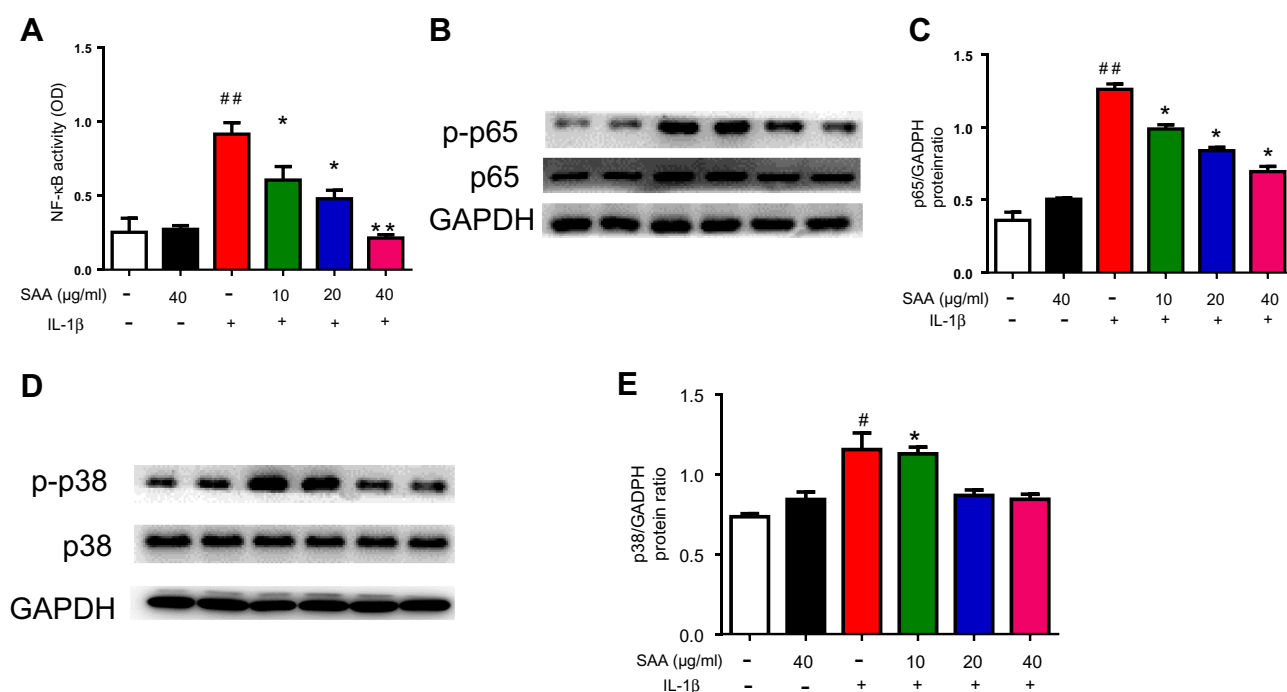 A
NF-κB activity (OD)
1.5
1.0
0.5
0.0
##
*
*
**
SAA (μg/ml) - 40 - 10 20 40
IL-1β - - + + + +
B
p-p65
p65
GAPDH
C
p65/GADPH
proteinratio
1.5
1.0
0.5
0.0
##
*
*
*
SAA (μg/ml) - 40 - 10 20 40
IL-1β - - + + + +
D
p-p38
p38
GAPDH
E
p38/GADPH
protein ratio
1.5
1.0
0.5
0.0
#
*
SAA (μg/ml) - 40 - 10 20 40
IL-1β - - + + + +